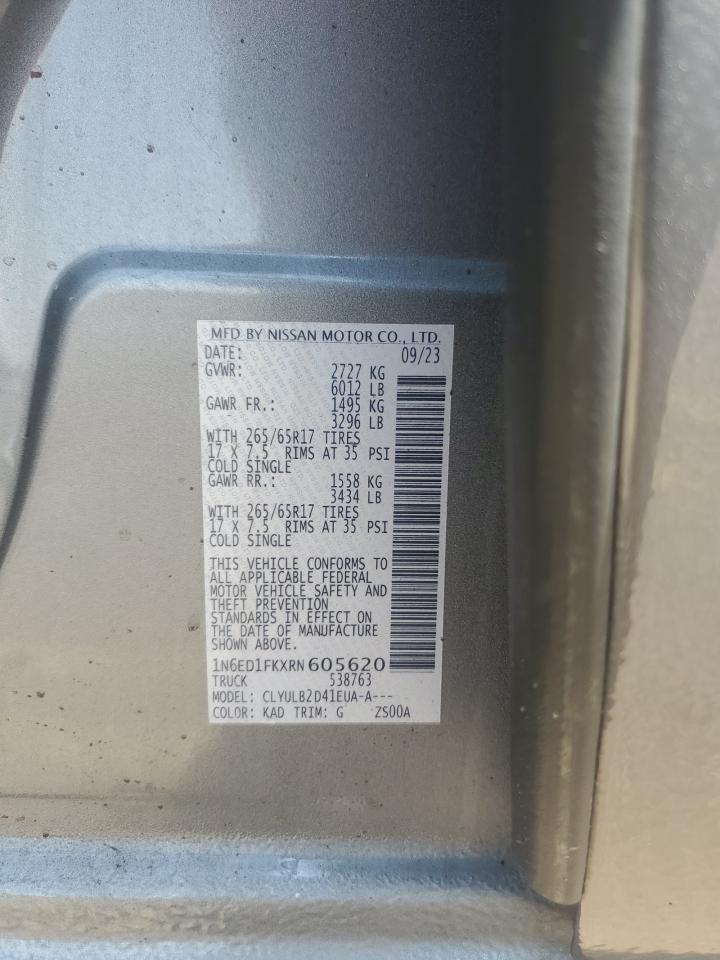 MFD BY NISSAN MOTOR CO., LTD.
DATE: 09/23
GVWR: 2727 KG
6012 LB
GAWR FR.: 1495 KG
3296 LB
WITH 265/65R17 TIRES
17 X 7.5 RIMS AT 35 PSI
COLD SINGLE
GAWR RR.: 1558 KG
3434 LB
WITH 265/65R17 TIRES
17 X 7.5 RIMS AT 35 PSI
COLD SINGLE
THIS VEHICLE CONFORMS TO
ALL APPLICABLE FEDERAL
MOTOR VEHICLE SAFETY AND
THEFT PREVENTION
STANDARDS IN EFFECT ON
THE DATE OF MANUFACTURE
SHOWN ABOVE.
1N6ED1FKXRN605620
TRUCK 538763
MODEL: CLYULB2D41EUA-A---
COLOR: KAD TRIM: G ZS00A